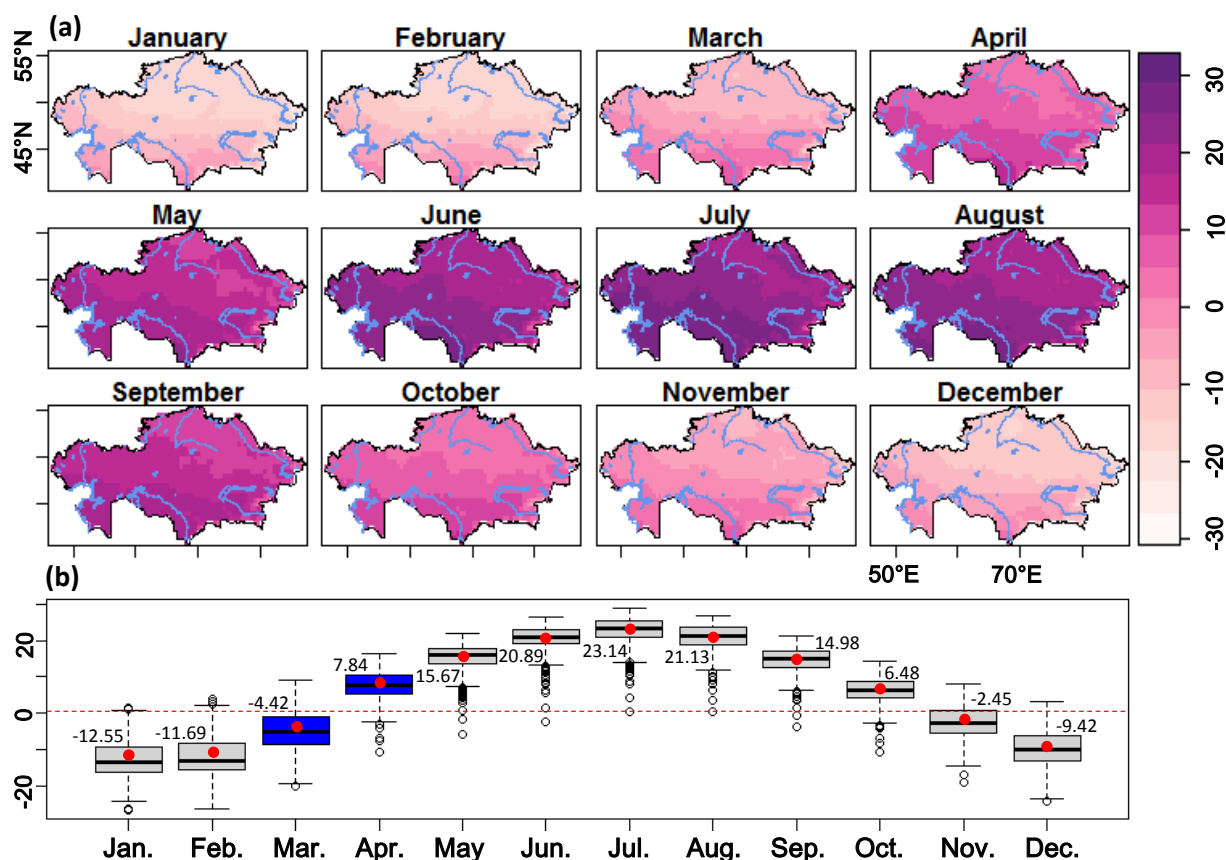 (a)
January February March April
55°N
45°N
30
20
10
0
-10
-20
-30
May June July August
September October November December
50°E 70°E
(b)
20
0
-20
-12.55 -11.69 -4.42 7.84 15.67 20.89 23.14 21.13 14.98 6.48 -2.45 -9.42
Jan. Feb. Mar. Apr. May Jun. Jul. Aug. Sep. Oct. Nov. Dec.